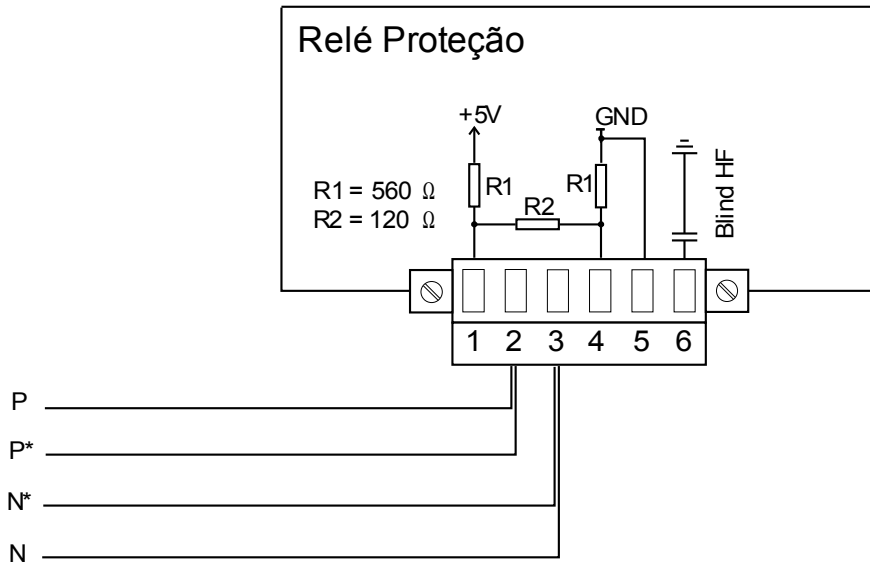 Relé Proteção
+5V
GND
R1 = 560 Ω
R2 = 120 Ω
R1
R2
R1
Blind HF
1 2 3 4 5 6
P
P*
N*
N